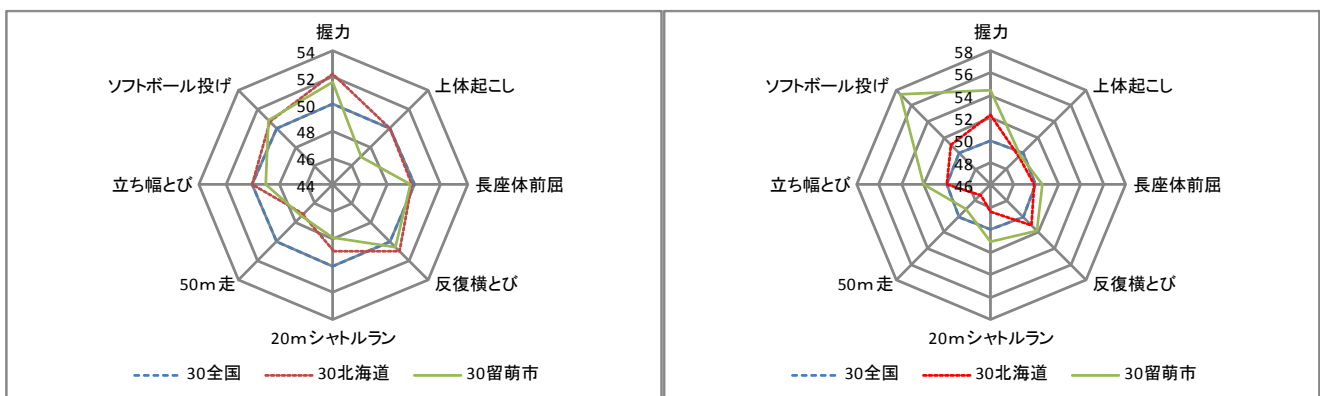 握力
54
52
50
48
46
44
ソフトボール投げ
上体起こし
立ち幅とび
長座体前屈
50m走
反復横とび
20mシャトルラン
30全国 30北海道 30留萌市
握力
58
56
54
52
50
48
46
ソフトボール投げ
上体起こし
立ち幅とび
長座体前屈
50m走
反復横とび
20mシャトルラン
30全国 30北海道 30留萌市